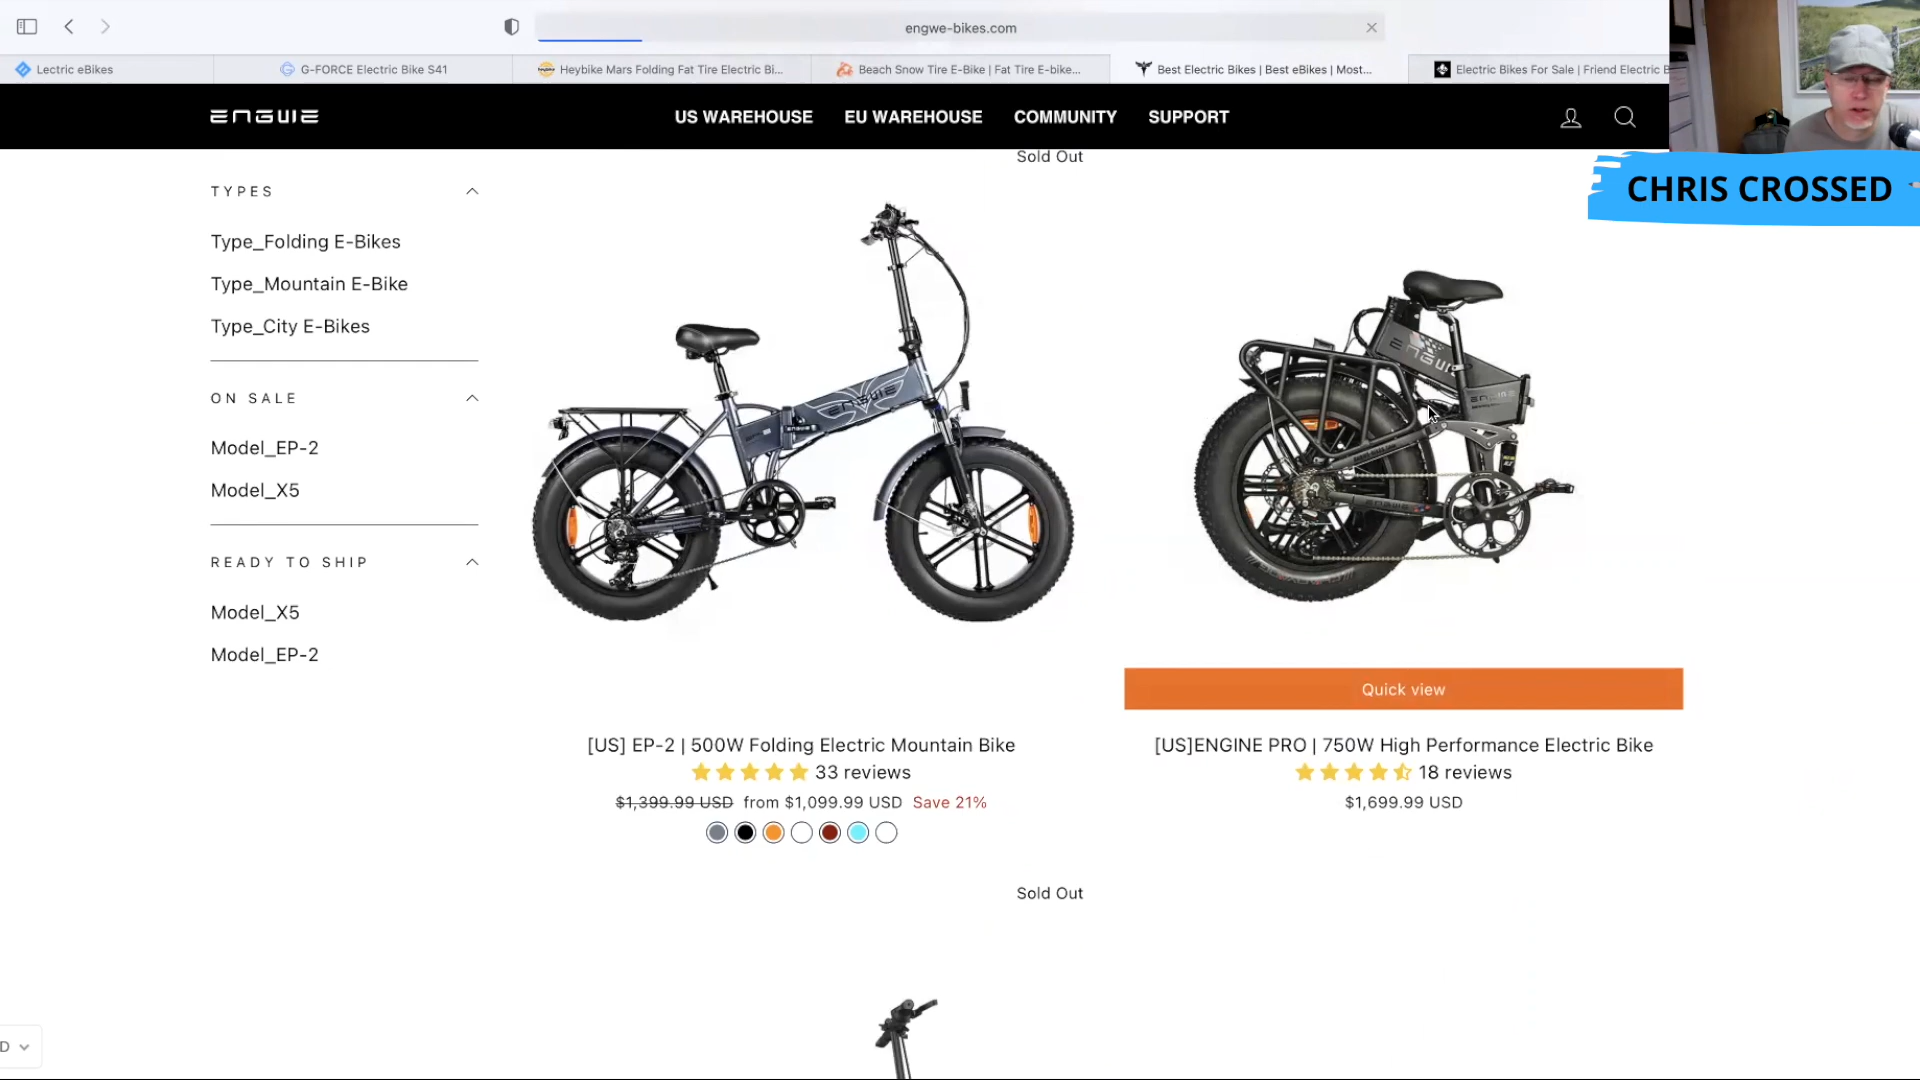 engwe-bikes.com
Lectric eBikes
G-FORCE Electric Bike S41
Heybike Mars Folding Fat Tire Electric Bi...
Beach Snow Tire E-Bike | Fat Tire E-bike...
Best Electric Bikes | Best eBikes | Most...
Electric Bikes For Sale | Friend Electric B
ENGWE
US WAREHOUSE
EU WAREHOUSE
COMMUNITY
SUPPORT
CHRIS CROSSED
TYPES
Type_Folding E-Bikes
Type_Mountain E-Bike
Type_City E-Bikes
ON SALE
Model_EP-2
Model_X5
READY TO SHIP
Model_X5
Model_EP-2
Sold Out
ENGWE
ENGWE
Quick view
[US] EP-2 | 500W Folding Electric Mountain Bike
33 reviews
$1,399.99 USD from $1,099.99 USD Save 21%
[US]ENGINE PRO | 750W High Performance Electric Bike
18 reviews
$1,699.99 USD
Sold Out
D